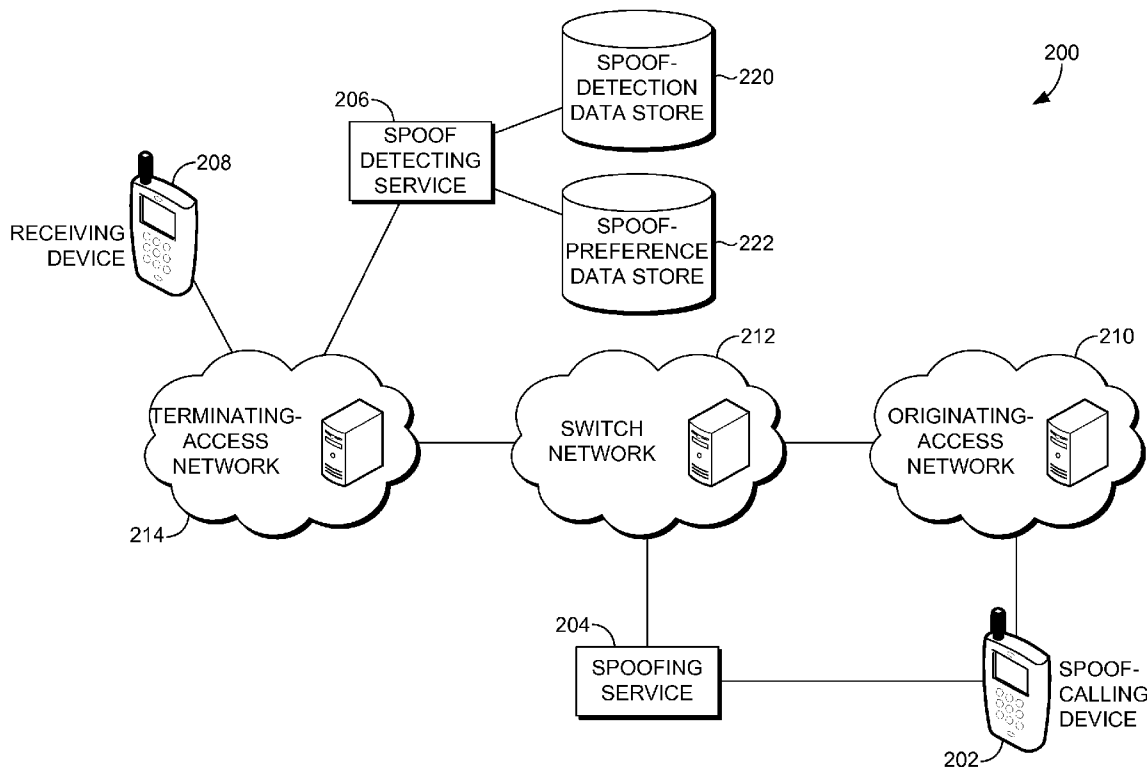 SPOOF-
DETECTION
DATA STORE
220
200
206
SPOOF
DETECTING
SERVICE
208
RECEIVING
DEVICE
SPOOF-
PREFERENCE
DATA STORE
222
212
210
TERMINATING-
ACCESS
NETWORK
SWITCH
NETWORK
ORIGINATING-
ACCESS
NETWORK
214
204
SPOOFING
SERVICE
SPOOF-
CALLING
DEVICE
202